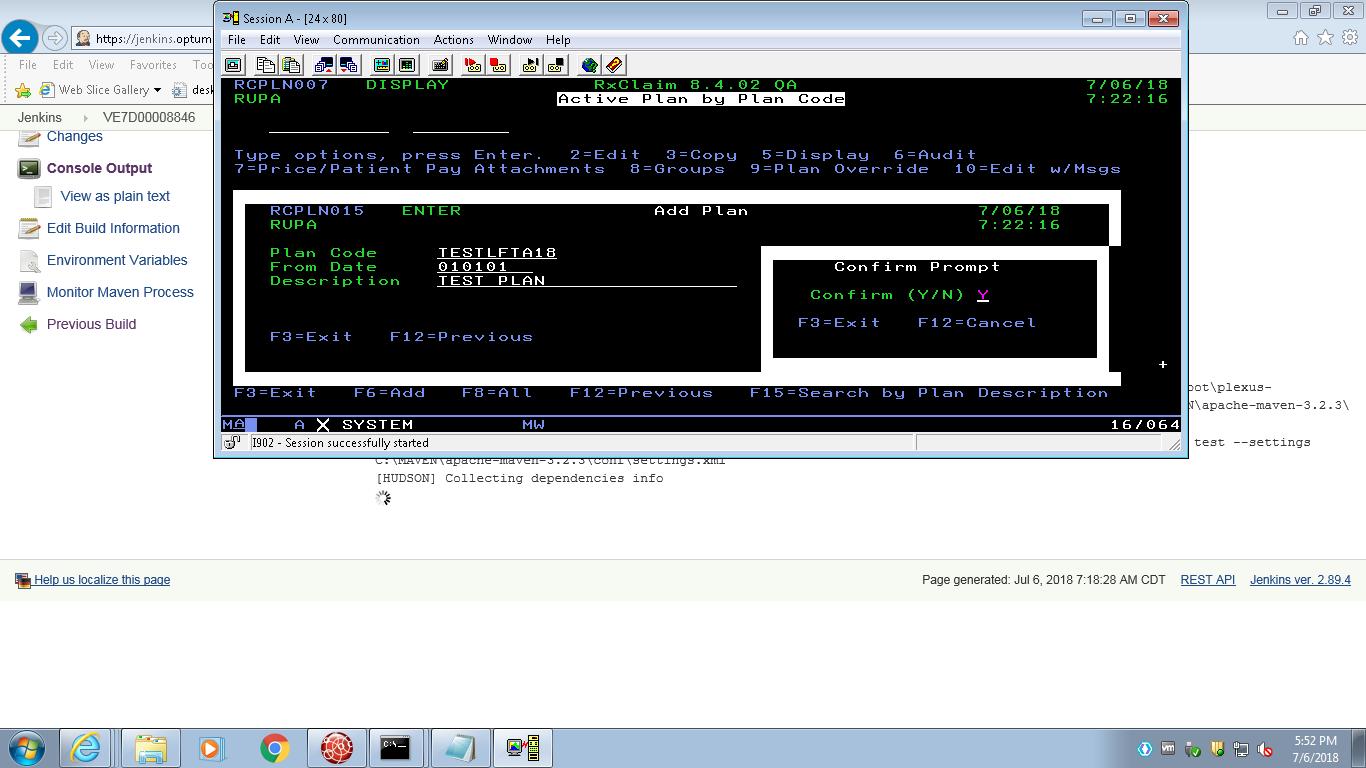 Session A - [24 x 80]
https://jenkins.optum
File Edit View Communication Actions Window Help
File Edit View Favorites Too
Web Slice Gallery desk
Jenkins VE7D00008846
Changes
Console Output
View as plain text
Edit Build Information
Environment Variables
Monitor Maven Process
Previous Build
RCPLN007 DISPLAY RxClaim 8.4.02 QA 7/06/18
RUPA Active Plan by Plan Code 7:22:16
Type options, press Enter. 2=Edit 3=Copy 5=Display 6=Audit
7=Price/Patient Pay Attachments 8=Groups 9=Plan Override 10=Edit w/Msgs
RCPLN015 ENTER Add Plan 7/06/18
RUPA 7:22:16
Plan Code TESTLFTA18
From Date 010101
Description TEST PLAN
Confirm Prompt
Confirm (Y/N) Y
F3=Exit F12=Cancel
F3=Exit F12=Previous
+
F3=Exit F6=Add F8=All F12=Previous F15=Search by Plan Description
MA A X SYSTEM MW 16/064
I902 - Session successfully started
oot\plexus-
N\apache-maven-3.2.3\
test --settings
C:\MAVEN\apache-maven-3.2.3\conf\settings.xml
[HUDSON] Collecting dependencies info
Help us localize this page
Page generated: Jul 6, 2018 7:18:28 AM CDT REST API Jenkins ver. 2.89.4
5:52 PM
7/6/2018